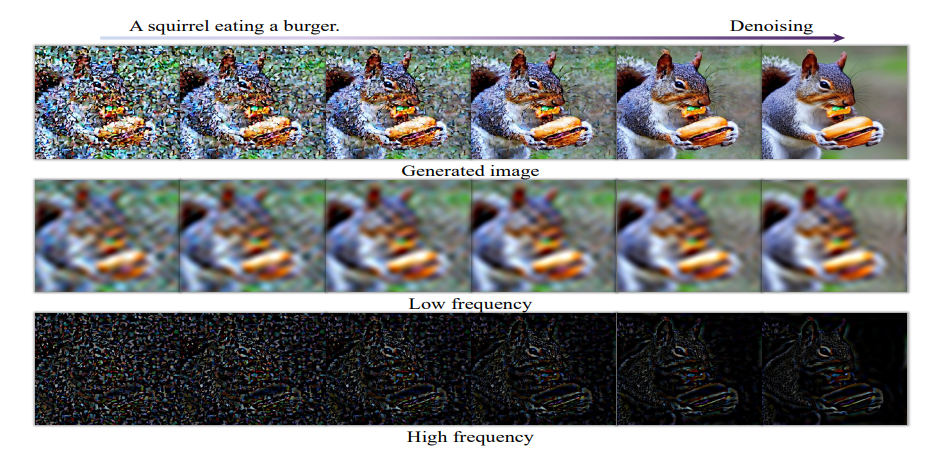 A squirrel eating a burger.
Denoising
Generated image
Low frequency
High frequency